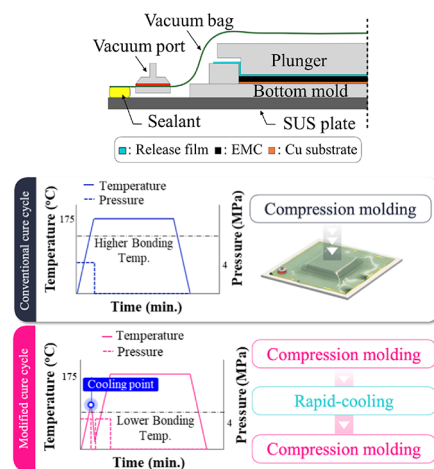 Vacuum bag
Vacuum port
Plunger
Bottom mold
Sealant
SUS plate
: Release film
: EMC
: Cu substrate
Conventional cure cycle
Temperature
Pressure
Temperature (°C)
175
Higher Bonding
Temp.
4
Pressure (MPa)
Time (min.)
Compression molding
Modified cure cycle
Temperature
Pressure
Temperature (°C)
175
Cooling point
Lower Bonding
Temp.
4
Pressure (MPa)
Time (min.)
Compression molding
Rapid-cooling
Compression molding